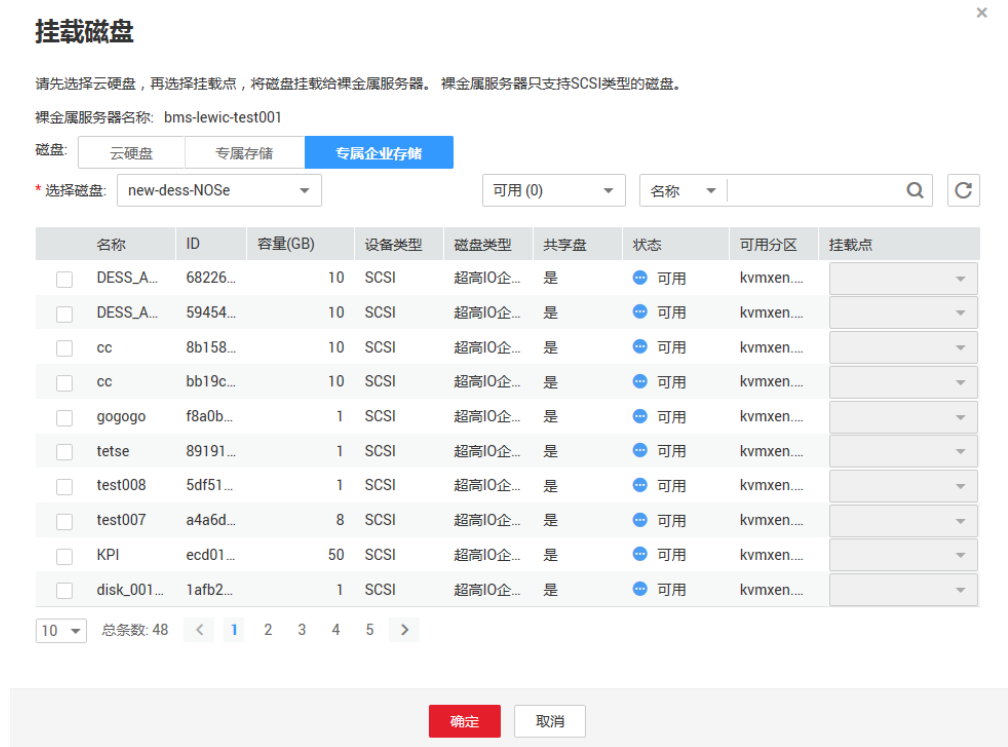 ×
挂载磁盘
请先选择云硬盘，再选择挂载点，将磁盘挂载给裸金属服务器。 裸金属服务器只支持SCSI类型的磁盘。
裸金属服务器名称: bms-lewic-test001
磁盘: 云硬盘 专属存储 专属企业存储
* 选择磁盘: new-dess-NOSe 可用 (0) 名称
名称 ID 容量(GB) 设备类型 磁盘类型 共享盘 状态 可用分区 挂载点
DESS_A... 68226... 10 SCSI 超高IO企... 是 可用 kvmxen....
DESS_A... 59454... 10 SCSI 超高IO企... 是 可用 kvmxen....
cc 8b158... 10 SCSI 超高IO企... 是 可用 kvmxen....
cc bb19c... 10 SCSI 超高IO企... 是 可用 kvmxen....
gogogo f8a0b... 1 SCSI 超高IO企... 是 可用 kvmxen....
tetse 89191... 1 SCSI 超高IO企... 是 可用 kvmxen....
test008 5df51... 1 SCSI 超高IO企... 是 可用 kvmxen....
test007 a4a6d... 8 SCSI 超高IO企... 是 可用 kvmxen....
KPI ecd01... 50 SCSI 超高IO企... 是 可用 kvmxen....
disk_001... 1afb2... 1 SCSI 超高IO企... 是 可用 kvmxen....
10 总条数: 48 < 1 2 3 4 5 >
确定 取消